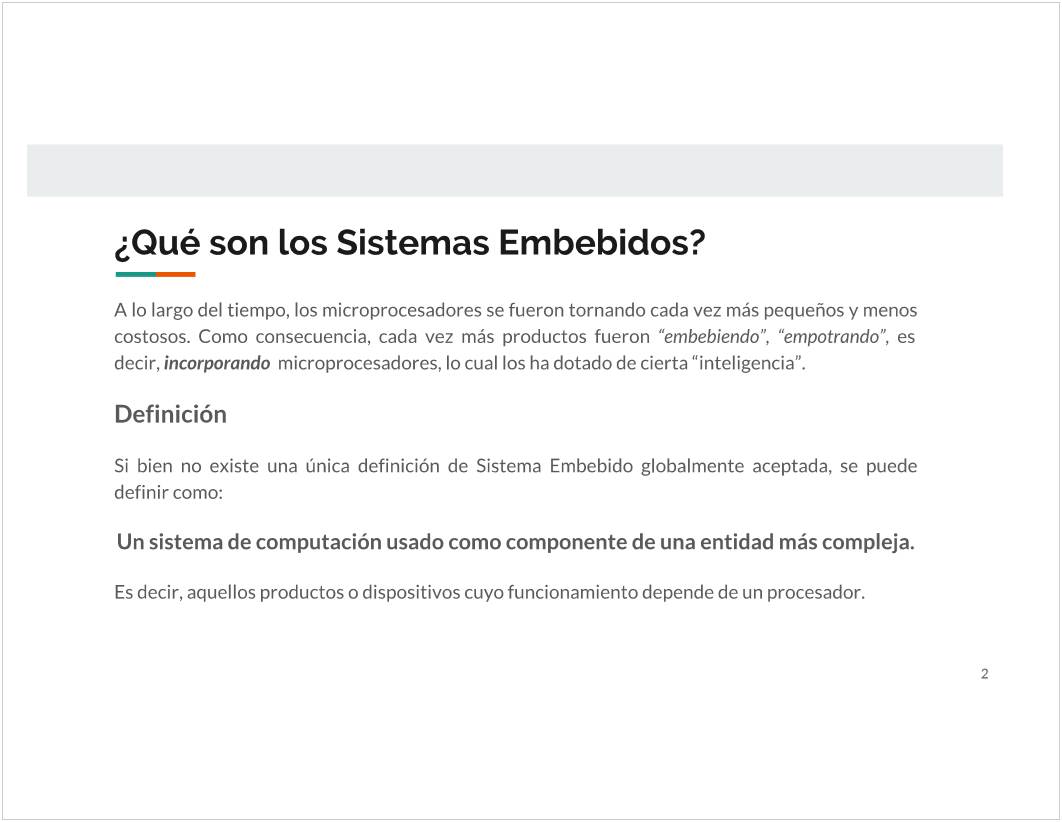 ¿Qué son los Sistemas Embebidos?
A lo largo del tiempo, los microprocesadores se fueron tornando cada vez más pequeños y menos
costosos. Como consecuencia, cada vez más productos fueron “embebiendo”, “empotrando”, es
decir, incorporando microprocesadores, lo cual los ha dotado de cierta “inteligencia”.
Definición
Si bien no existe una única definición de Sistema Embebido globalmente aceptada, se puede
definir como:
Un sistema de computación usado como componente de una entidad más compleja.
Es decir, aquellos productos o dispositivos cuyo funcionamiento depende de un procesador.
2